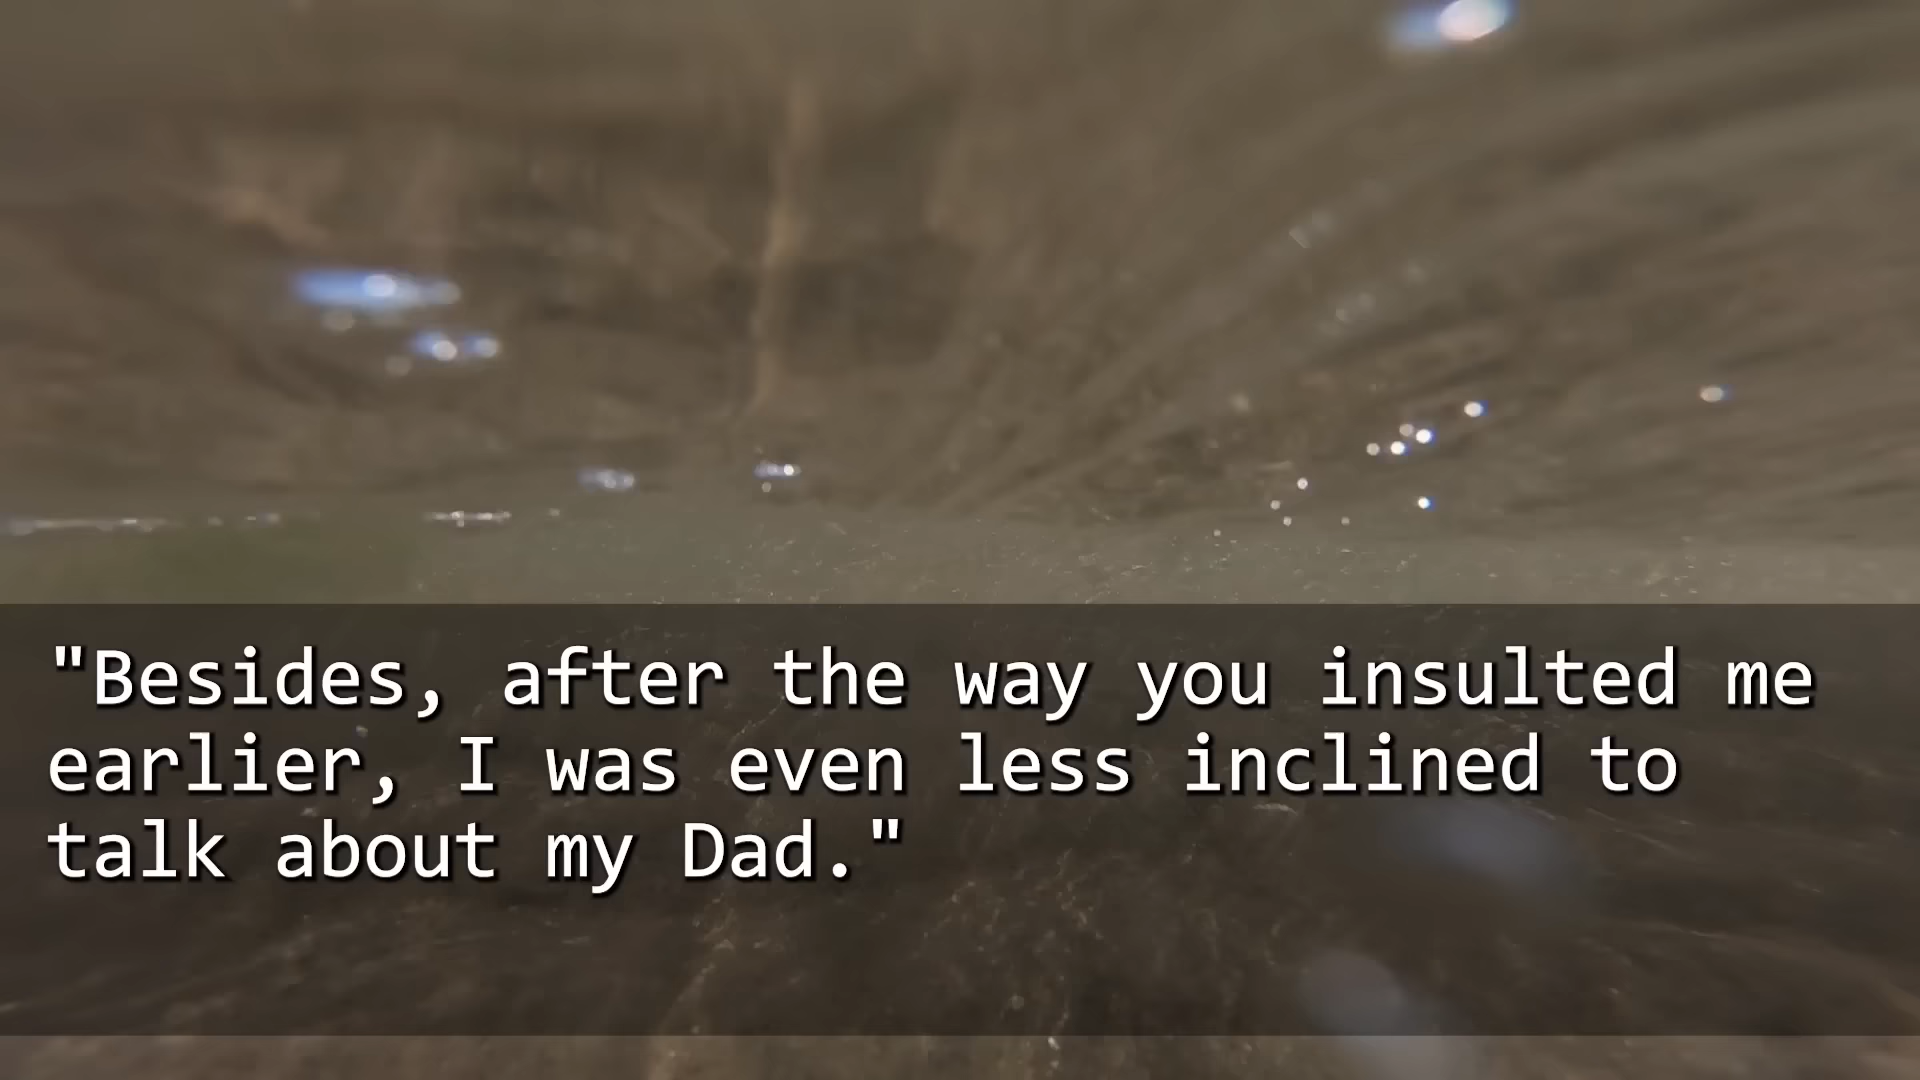 "Besides, after the way you insulted me
earlier, I was even less inclined to
talk about my Dad."